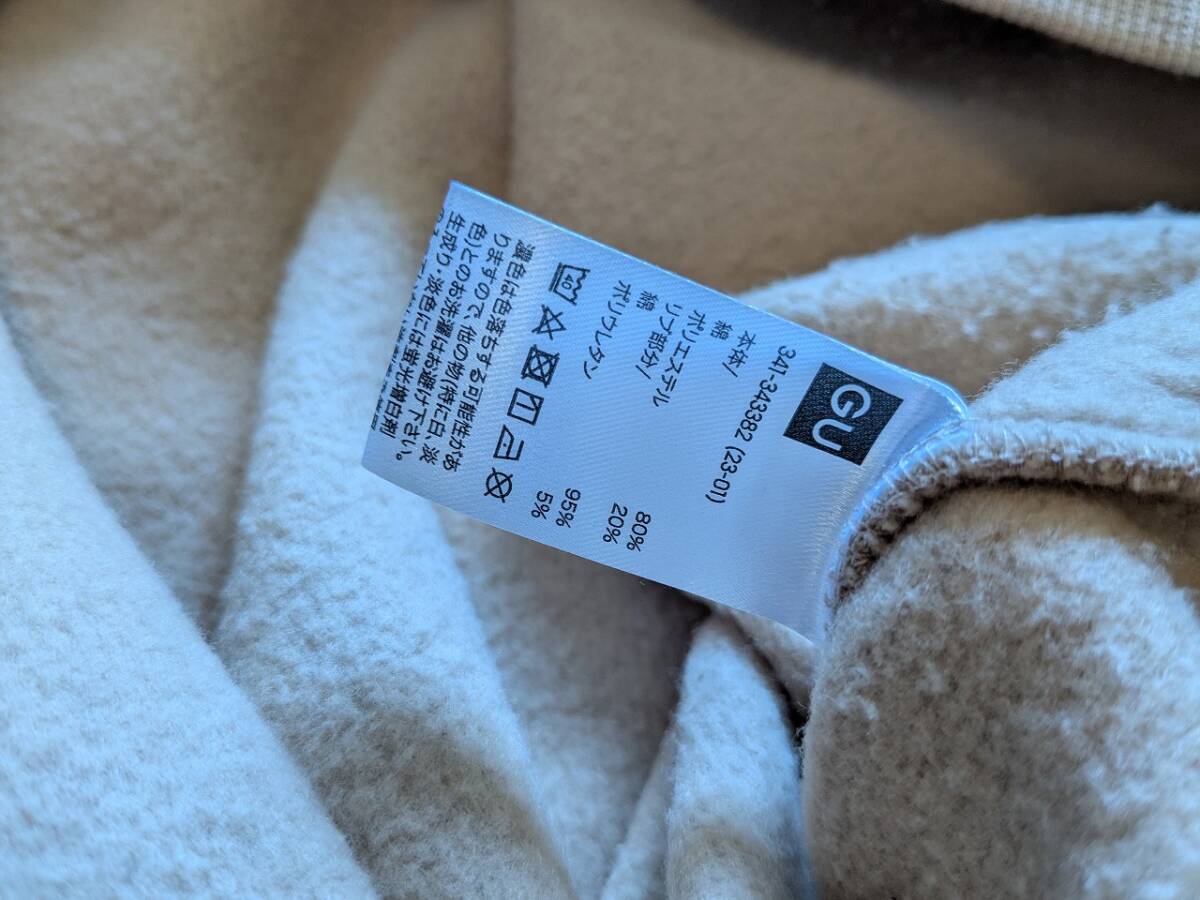 GU
341-343382 (23-01)
本体/
綿 80%
ポリエステル 20%
リブ部分/
綿 95%
ポリウレタン 5%
40
濃色は色落ちする可能性があ
りますので、他の物(特に白、淡
色)とのお洗濯はお避け下さい。
生成り・淡色には蛍光増白剤